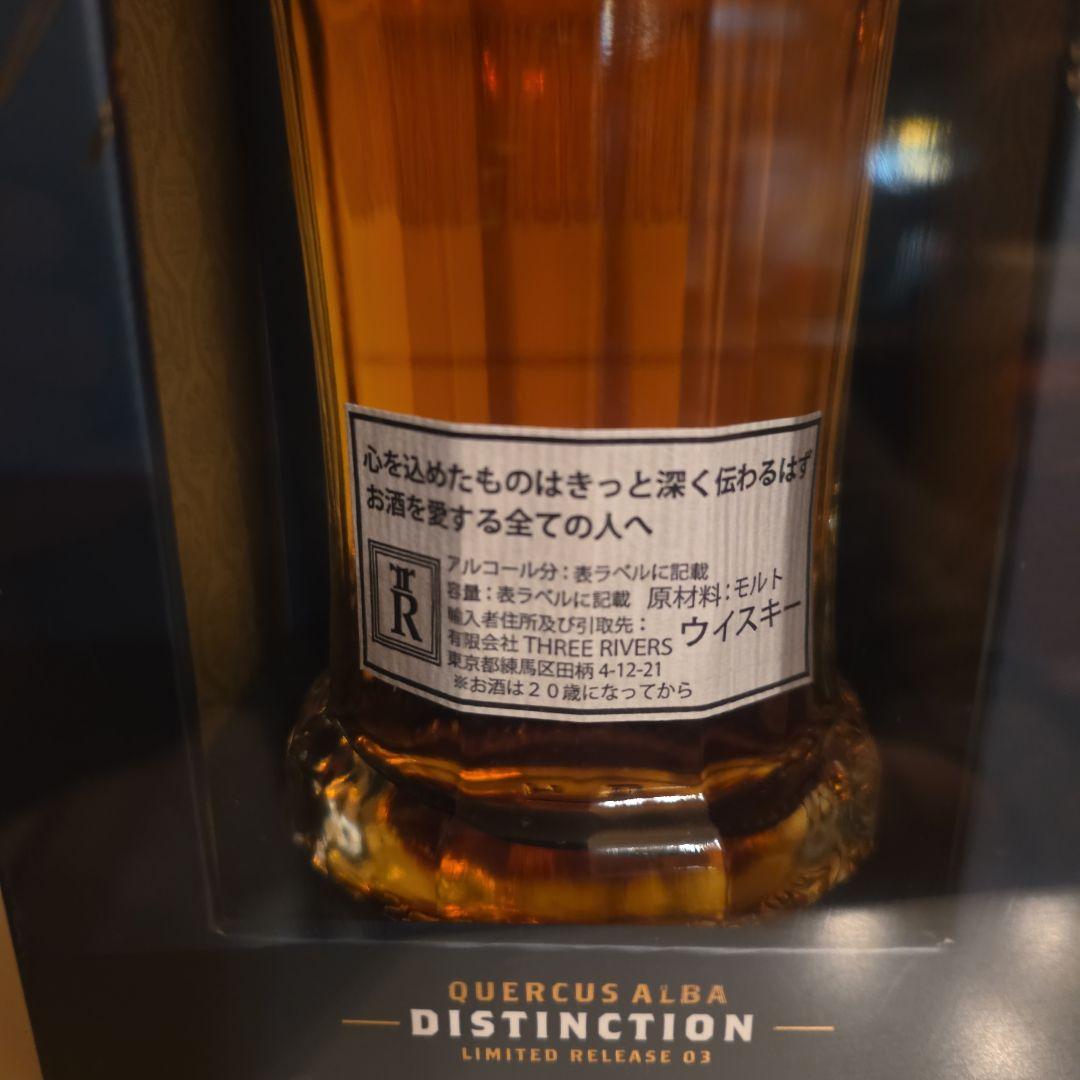 心を込めたものはきっと深く伝わるはず
お酒を愛する全ての人へ
TR
アルコール分：表ラベルに記載
容量：表ラベルに記載 原材料：モルト
ウイスキー
輸入者住所及び引取先：
有限会社 THREE RIVERS
東京都練馬区田柄 4-12-21
※お酒は２０歳になってから
QUERCUS ALBA
DISTINCTION
LIMITED RELEASE 03